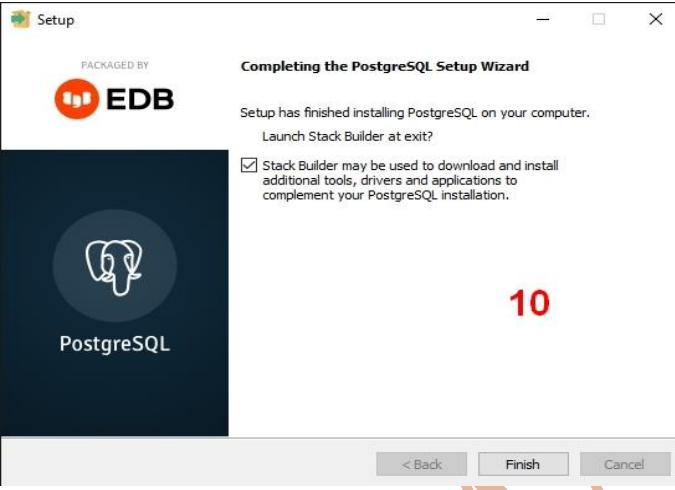 Setup
PACKAGED BY
EDB
Completing the PostgreSQL Setup Wizard
Setup has finished installing PostgreSQL on your computer.
Launch Stack Builder at exit?
Stack Builder may be used to download and install
additional tools, drivers and applications to
complement your PostgreSQL installation.
10
PostgreSQL
< Back
Finish
Cancel